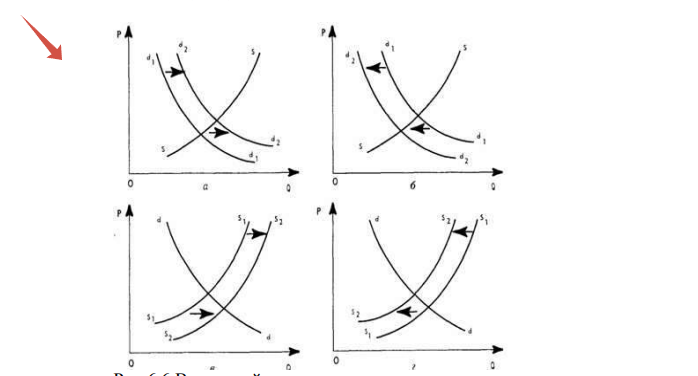 P d₁ d₂ S
S d₁ d₂
0 а Q
P d₂ d₁ S
S d₂ d₁
0 б Q
P d S₁ S₂
S₁ S₂ d
0 Q
P d S₂ S₁
S₂ S₁ d
0 Q